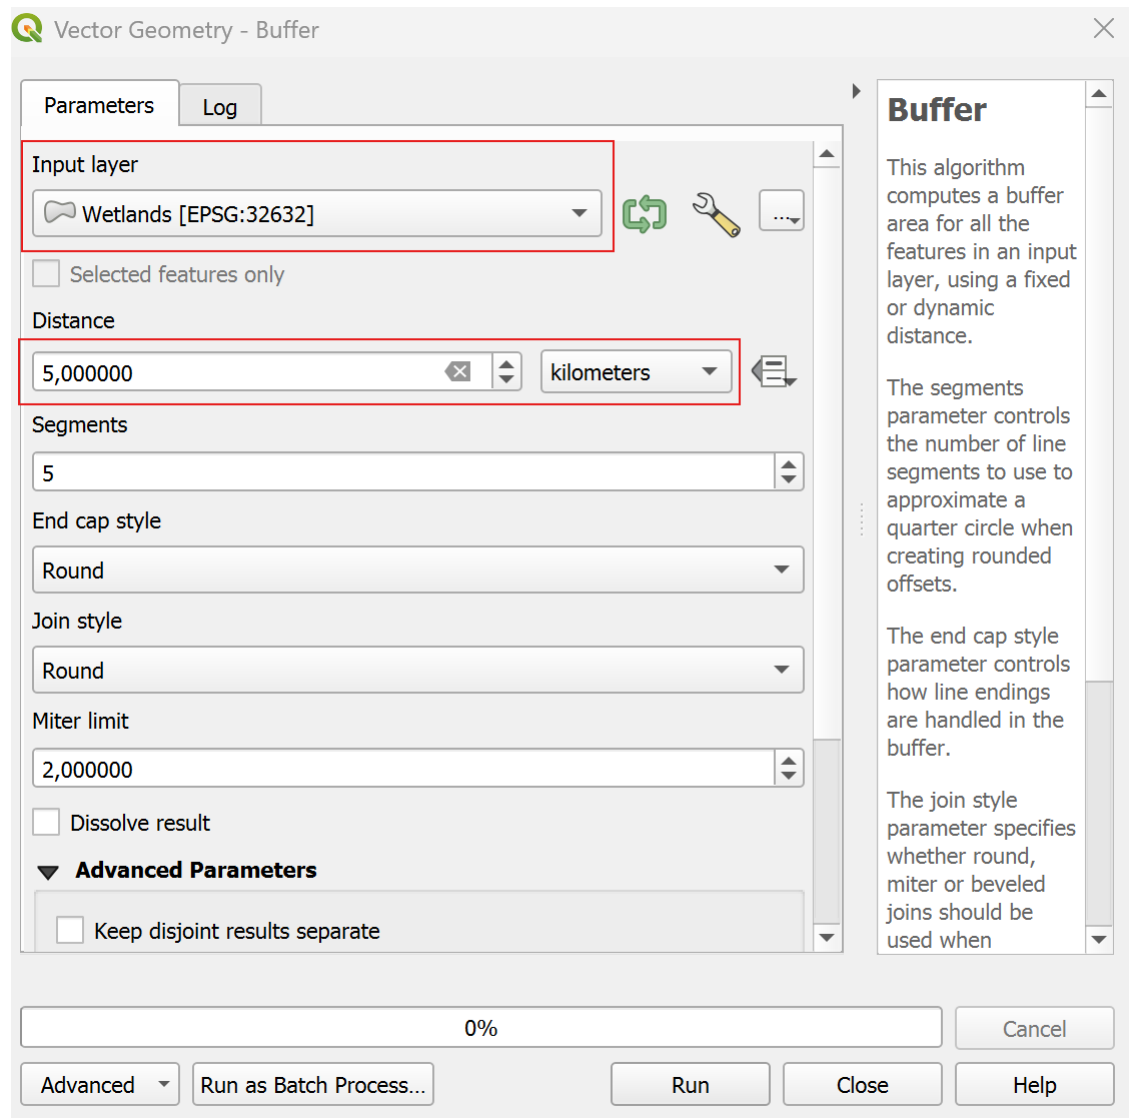 Vector Geometry - Buffer
Parameters
Log
Input layer
Wetlands [EPSG:32632]
...
Selected features only
Distance
5,000000
kilometers
Segments
5
End cap style
Round
Join style
Round
Miter limit
2,000000
Dissolve result
Advanced Parameters
Keep disjoint results separate
Buffer
This algorithm
computes a buffer
area for all the
features in an input
layer, using a fixed
or dynamic
distance.
The segments
parameter controls
the number of line
segments to use to
approximate a
quarter circle when
creating rounded
offsets.
The end cap style
parameter controls
how line endings
are handled in the
buffer.
The join style
parameter specifies
whether round,
miter or beveled
joins should be
used when
0%
Cancel
Advanced
Run as Batch Process...
Run
Close
Help